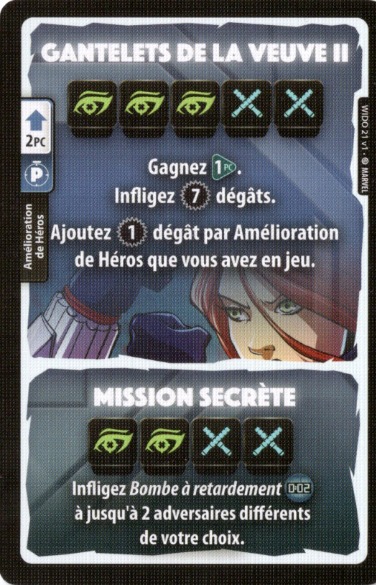 GANTELETS DE LA VEUVE II
2PC
P
Amélioration
de Héros
WIDO 21 v1 - © MARVEL
Gagnez 1PC.
Infligez 7 dégâts.
Ajoutez 1 dégât par Amélioration
de Héros que vous avez en jeu.
MISSION SECRÈTE
Infligez Bombe à retardement 0:02
à jusqu'à 2 adversaires différents
de votre choix.